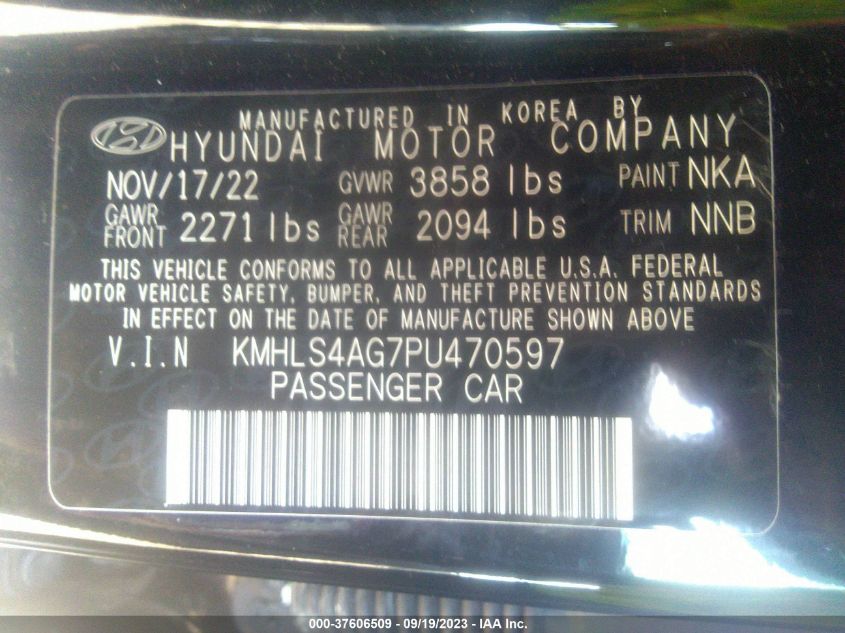 MANUFACTURED IN KOREA BY
HYUNDAI MOTOR COMPANY
NOV/17/22 GVWR 3858 lbs PAINT NKA
GAWR FRONT 2271 lbs GAWR REAR 2094 lbs TRIM NNB
THIS VEHICLE CONFORMS TO ALL APPLICABLE U.S.A. FEDERAL
MOTOR VEHICLE SAFETY, BUMPER, AND THEFT PREVENTION STANDARDS
IN EFFECT ON THE DATE OF MANUFACTURE SHOWN ABOVE
V.I.N KMHLS4AG7PU470597
PASSENGER CAR
000-37606509 - 09/19/2023 - IAA Inc.